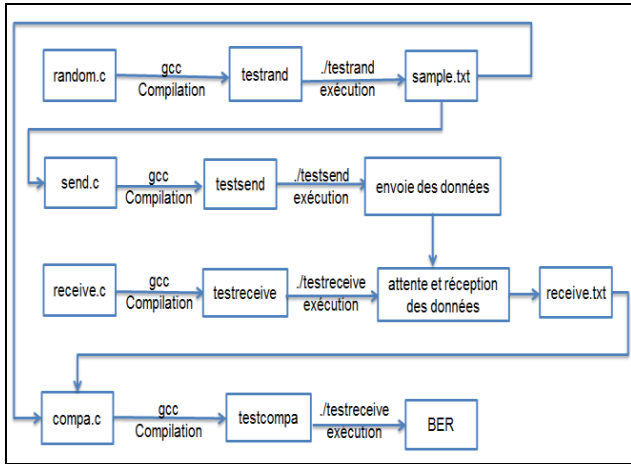 random.c
gcc
Compilation
testrand
./testrand
exécution
sample.txt
send.c
gcc
Compilation
testsend
./testsend
exécution
envoie des données
receive.c
gcc
Compilation
testreceive
./testreceive
exécution
attente et réception
des données
receive.txt
compa.c
gcc
Compilation
testcompa
./testreceive
exécution
BER